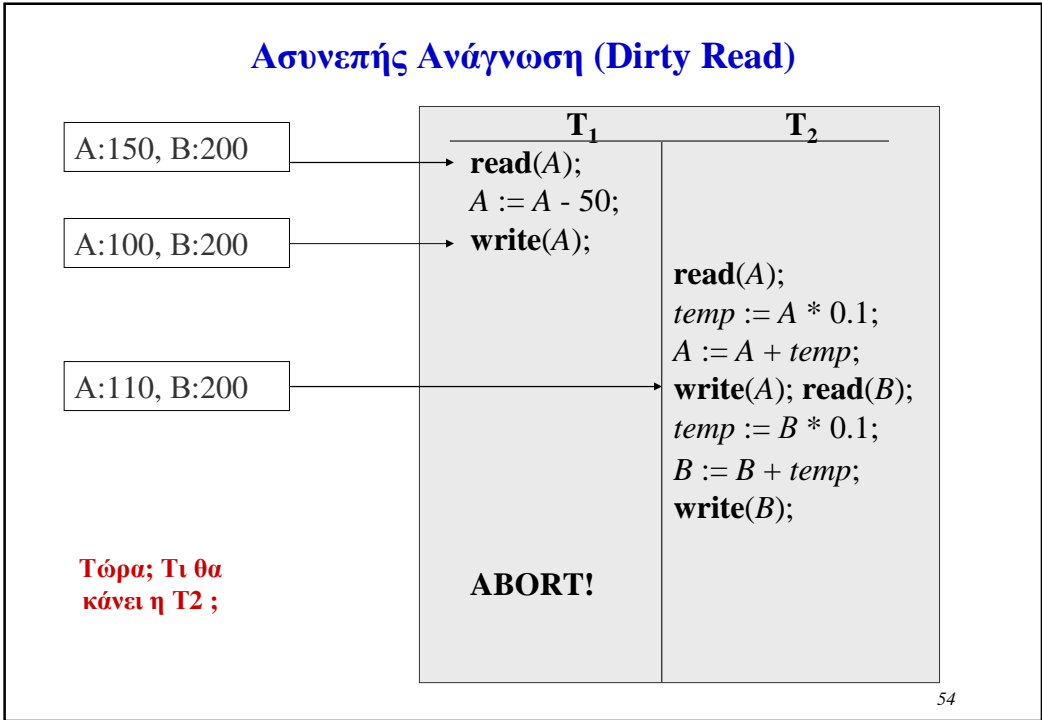 Ασυνεπής Ανάγνωση (Dirty Read)
T1 T2
A:150, B:200
read(A);
A := A - 50;
A:100, B:200
write(A);
read(A);
temp := A * 0.1;
A := A + temp;
A:110, B:200
write(A); read(B);
temp := B * 0.1;
B := B + temp;
write(B);
Τώρα; Τι θα
κάνει η Τ2 ;
ABORT!
54